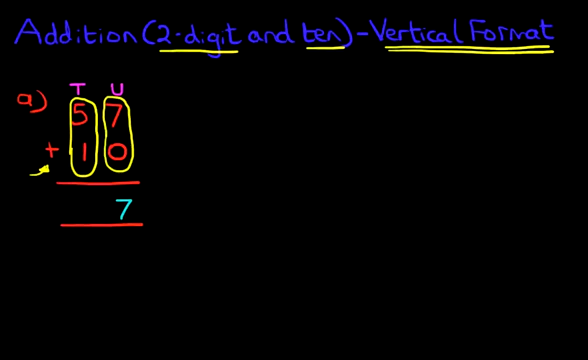 Addition (2-digit and ten) - Vertical Format
T U
a) 5 7
+ 1 0
7